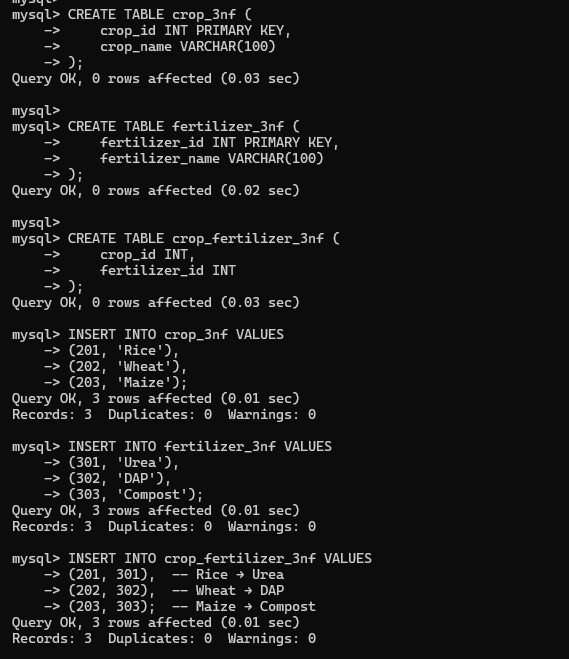 mysql>
mysql> CREATE TABLE crop_3nf (
    ->     crop_id INT PRIMARY KEY,
    ->     crop_name VARCHAR(100)
    -> );
Query OK, 0 rows affected (0.03 sec)
mysql>
mysql> CREATE TABLE fertilizer_3nf (
    ->     fertilizer_id INT PRIMARY KEY,
    ->     fertilizer_name VARCHAR(100)
    -> );
Query OK, 0 rows affected (0.02 sec)
mysql>
mysql> CREATE TABLE crop_fertilizer_3nf (
    ->     crop_id INT,
    ->     fertilizer_id INT
    -> );
Query OK, 0 rows affected (0.03 sec)
mysql> INSERT INTO crop_3nf VALUES
    -> (201, 'Rice'),
    -> (202, 'Wheat'),
    -> (203, 'Maize');
Query OK, 3 rows affected (0.01 sec)
Records: 3  Duplicates: 0  Warnings: 0
mysql> INSERT INTO fertilizer_3nf VALUES
    -> (301, 'Urea'),
    -> (302, 'DAP'),
    -> (303, 'Compost');
Query OK, 3 rows affected (0.01 sec)
Records: 3  Duplicates: 0  Warnings: 0
mysql> INSERT INTO crop_fertilizer_3nf VALUES
    -> (201, 301),  -- Rice → Urea
    -> (202, 302),  -- Wheat → DAP
    -> (203, 303);  -- Maize → Compost
Query OK, 3 rows affected (0.01 sec)
Records: 3  Duplicates: 0  Warnings: 0